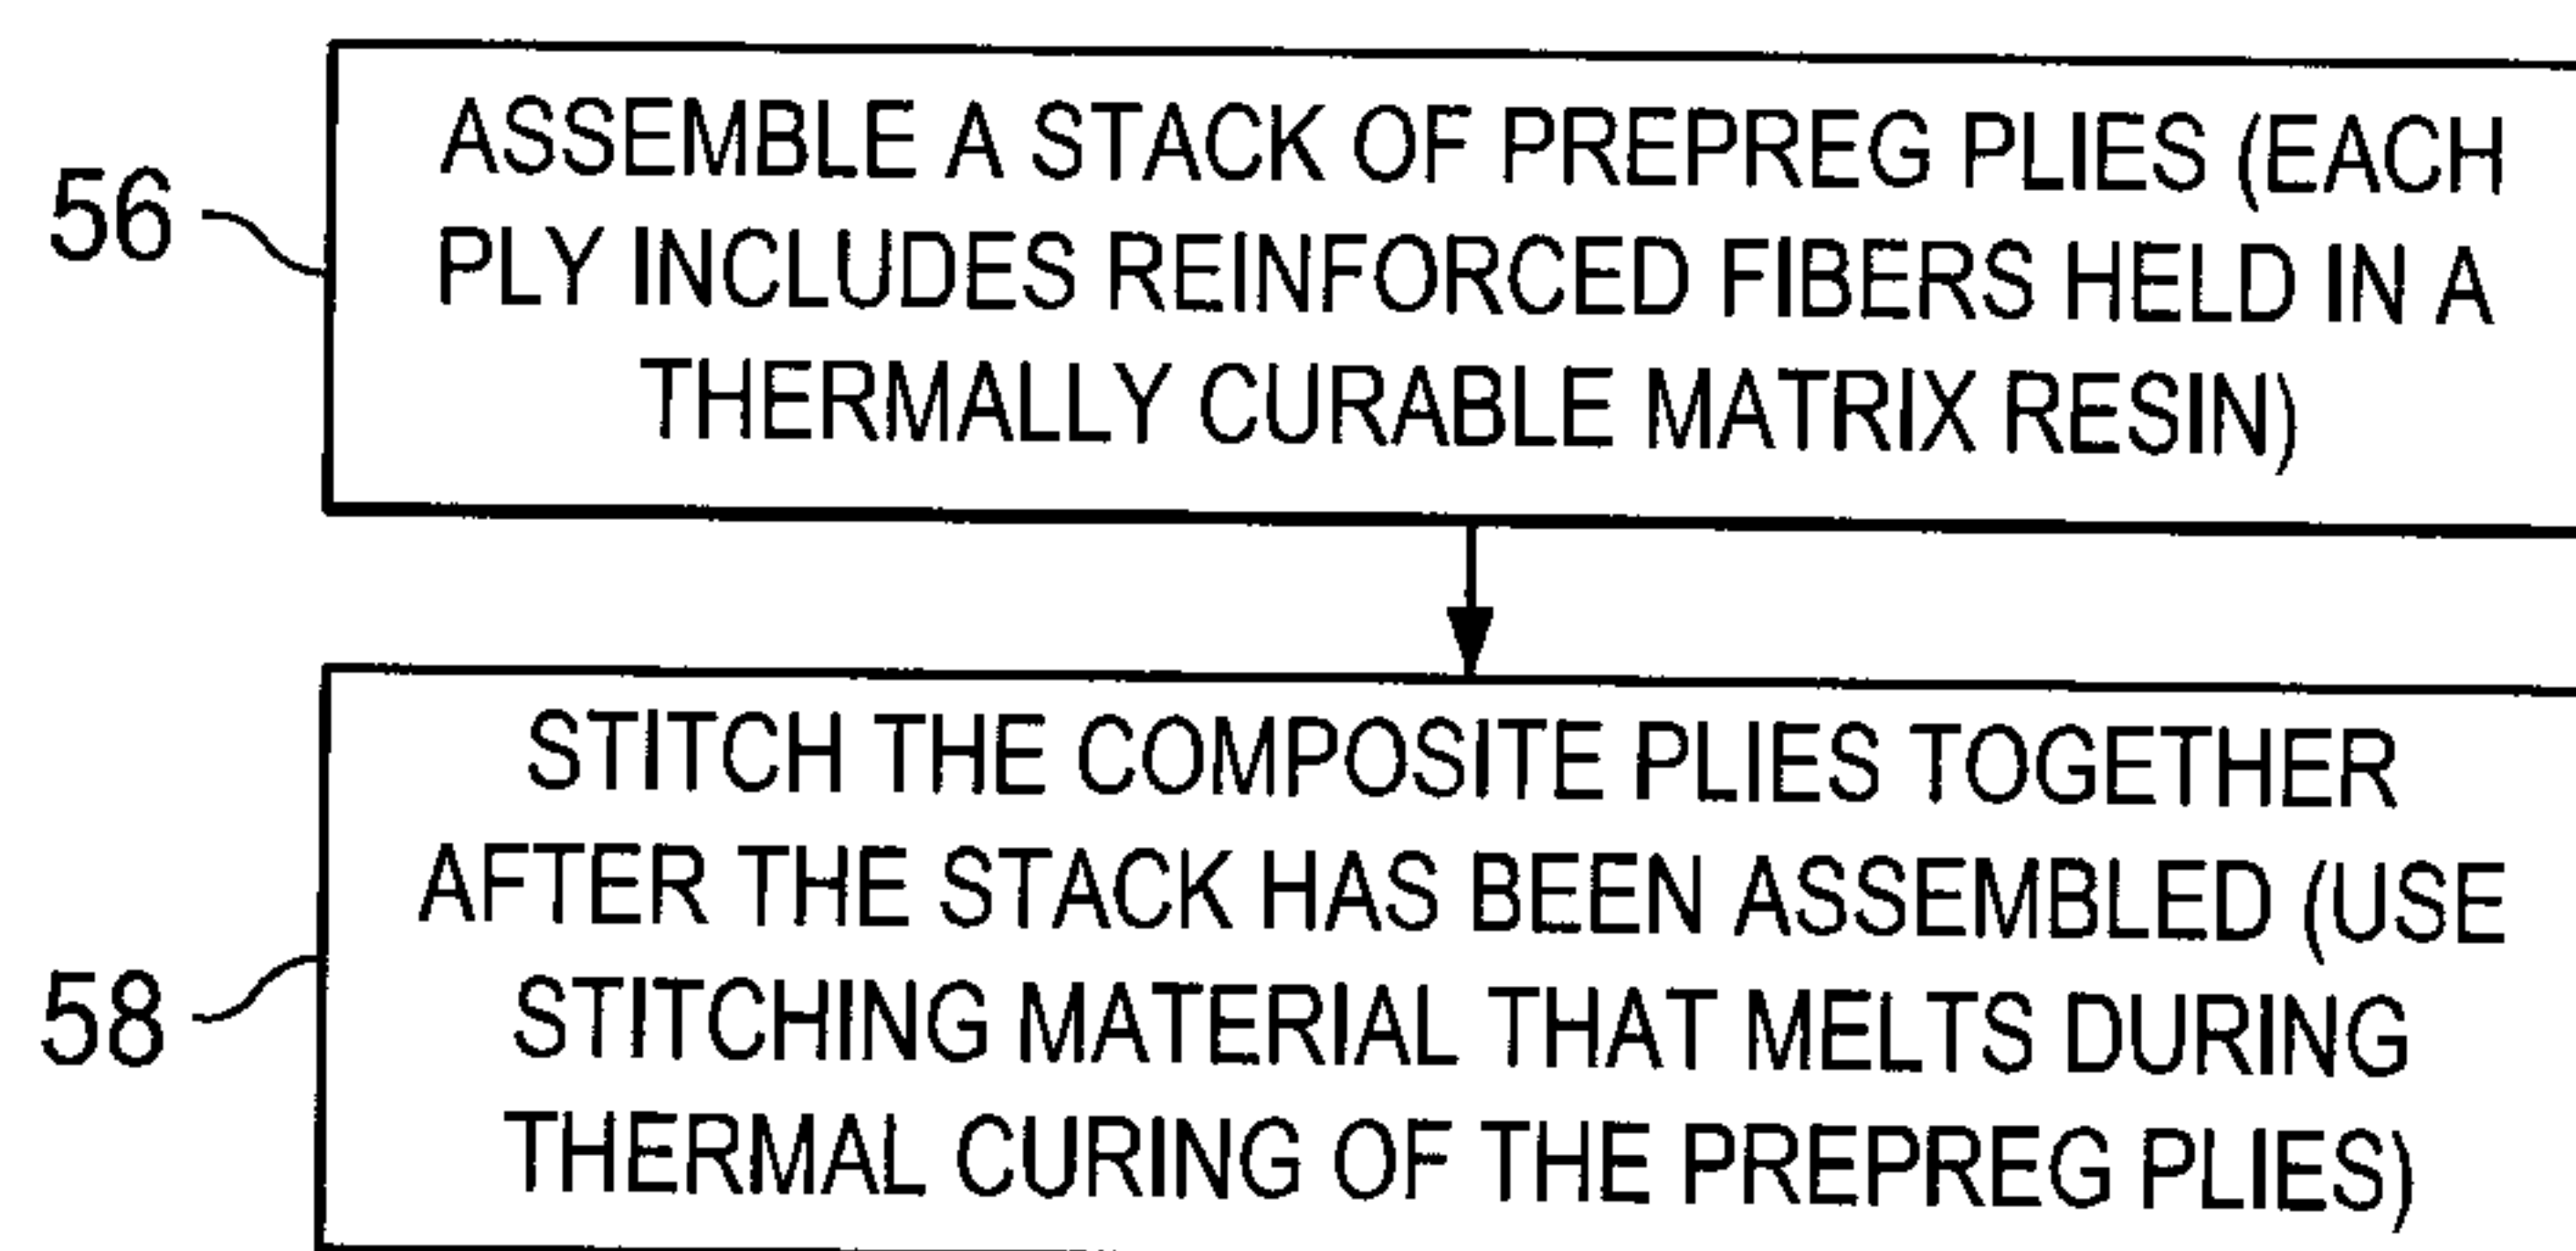 56
ASSEMBLE A STACK OF PREPREG PLIES (EACH
PLY INCLUDES REINFORCED FIBERS HELD IN A
THERMALLY CURABLE MATRIX RESIN)
58
STITCH THE COMPOSITE PLIES TOGETHER
AFTER THE STACK HAS BEEN ASSEMBLED (USE
STITCHING MATERIAL THAT MELTS DURING
THERMAL CURING OF THE PREPREG PLIES)